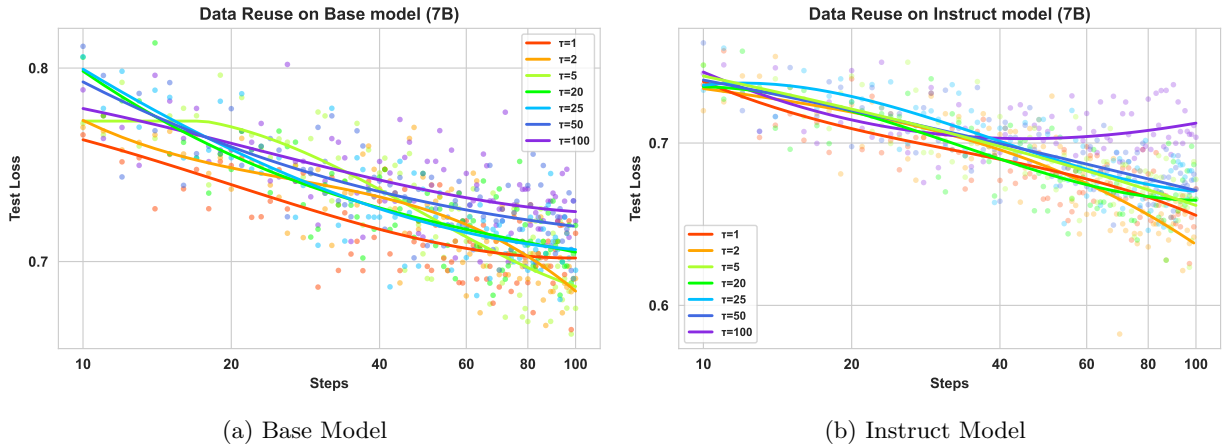 Data Reuse on Base model (7B)
Test Loss
0.8
0.7
τ=1
τ=2
τ=5
τ=20
τ=25
τ=50
τ=100
10
20
40
60
80
100
Steps
(a) Base Model
Data Reuse on Instruct model (7B)
Test Loss
0.7
0.6
τ=1
τ=2
τ=5
τ=20
τ=25
τ=50
τ=100
10
20
40
60
80
100
Steps
(b) Instruct Model